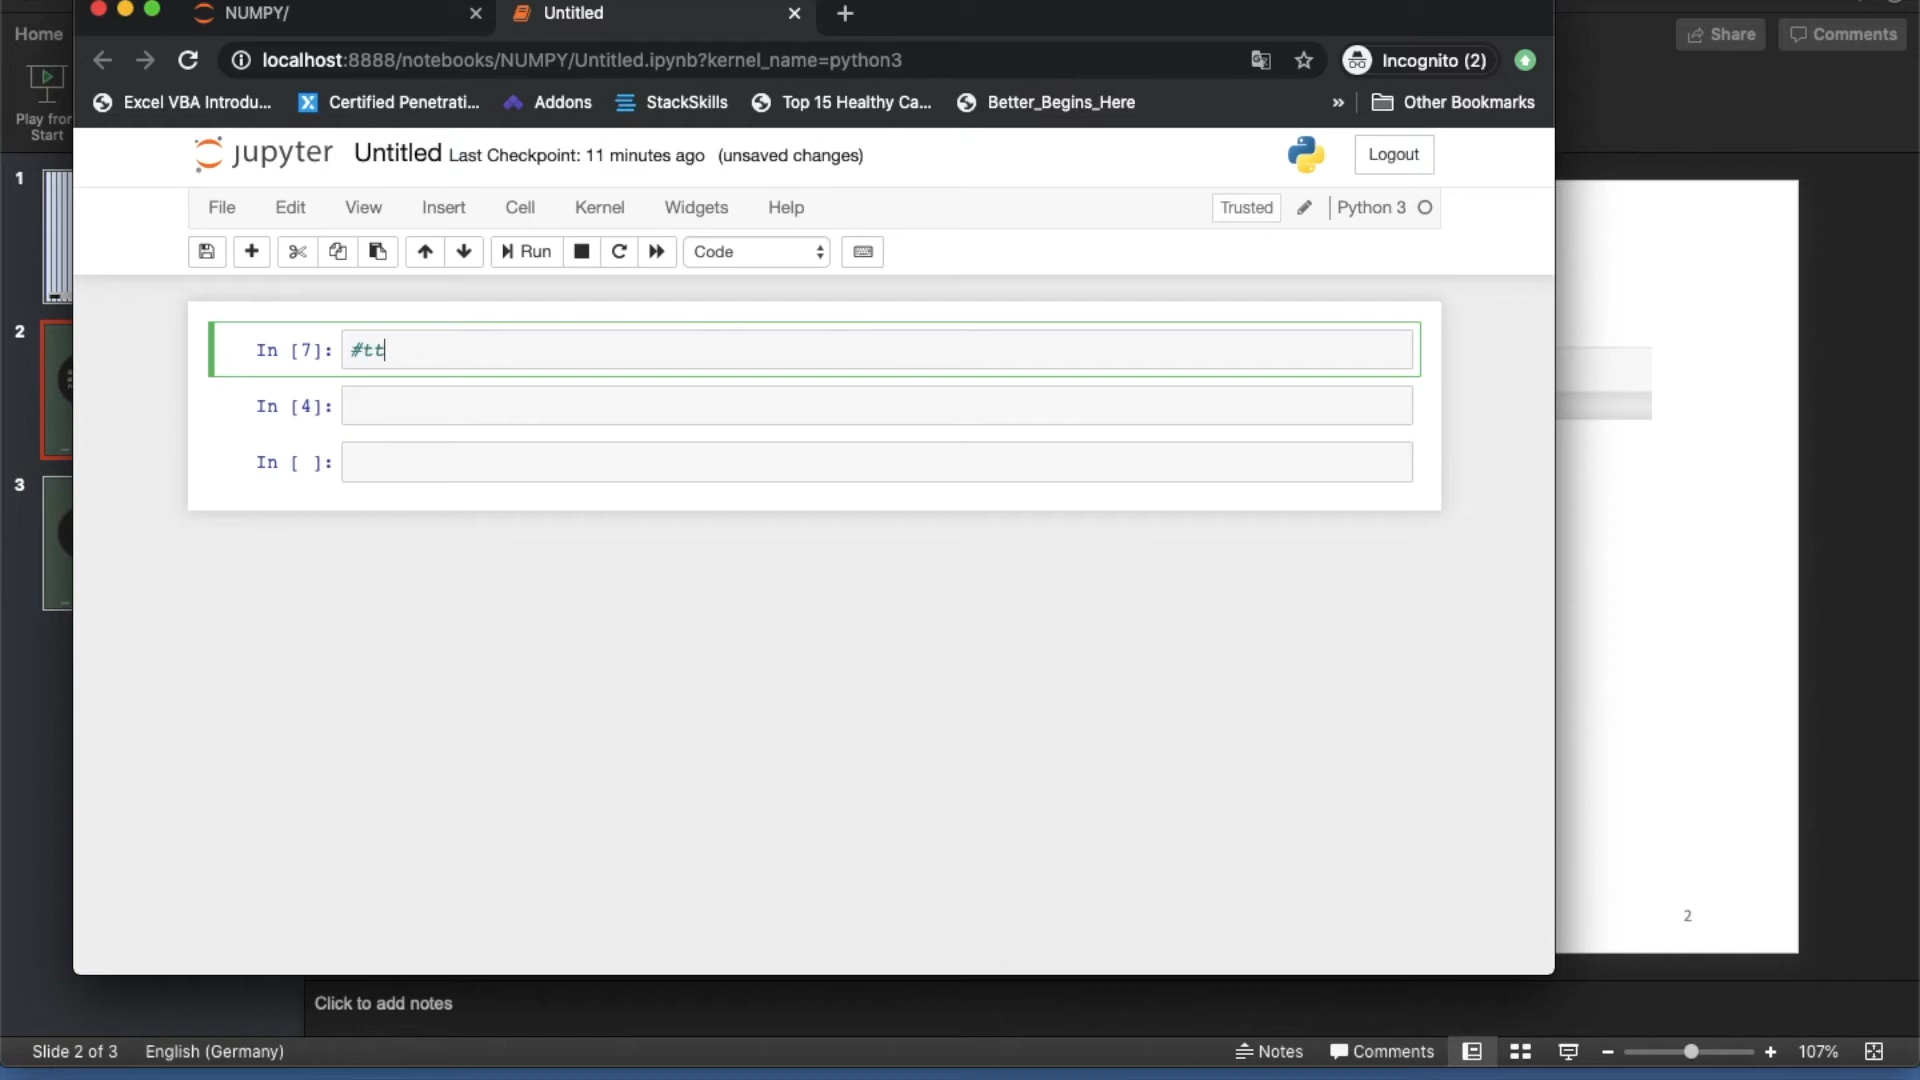 NUMPY/
Untitled
Home
Share
Comments
localhost:8888/notebooks/NUMPY/Untitled.ipynb?kernel_name=python3
Incognito (2)
Play from
Start
Excel VBA Introdu...
Certified Penetrati...
Addons
StackSkills
Top 15 Healthy Ca...
Better_Begins_Here
»
Other Bookmarks
jupyter
Untitled
Last Checkpoint: 11 minutes ago
(unsaved changes)
Logout
File
Edit
View
Insert
Cell
Kernel
Widgets
Help
Trusted
Python 3
Run
Code
1
2
3
In [7]:
#tt
In [4]:
In [ ]:
2
Click to add notes
Slide 2 of 3
English (Germany)
Notes
Comments
107%